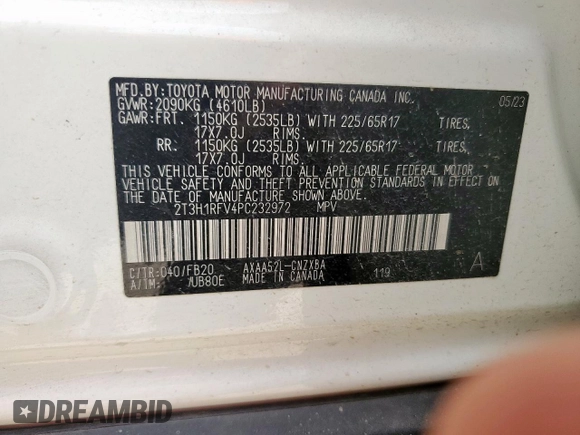 MFD.BY:TOYOTA MOTOR MANUFACTURING CANADA INC. 05/23
GVWR:2090KG (4610LB)
GAWR:FRT. 1150KG (2535LB) WITH 225/65R17 TIRES,
17X7.0J RIMS.
RR. 1150KG (2535LB) WITH 225/65R17 TIRES,
17X7.0J RIMS.
THIS VEHICLE CONFORMS TO ALL APPLICABLE FEDERAL MOTOR
VEHICLE SAFETY AND THEFT PREVENTION STANDARDS IN EFFECT ON
THE DATE OF MANUFACTURE SHOWN ABOVE.
2T3H1RFV4PC232972 MPV
C/TR:040/FB20 AXAA52L-CNZXBA 119 A
A/TM: /UB80E MADE IN CANADA
DREAMBID